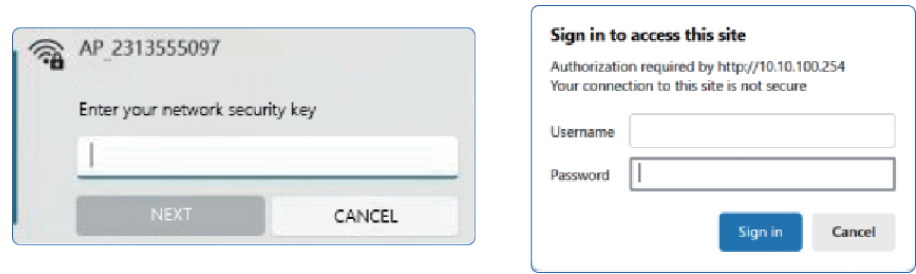 AP_2313555097
Enter your network security key
NEXT
CANCEL
Sign in to access this site
Authorization required by http://10.10.100.254
Your connection to this site is not secure
Username
Password
Sign in
Cancel